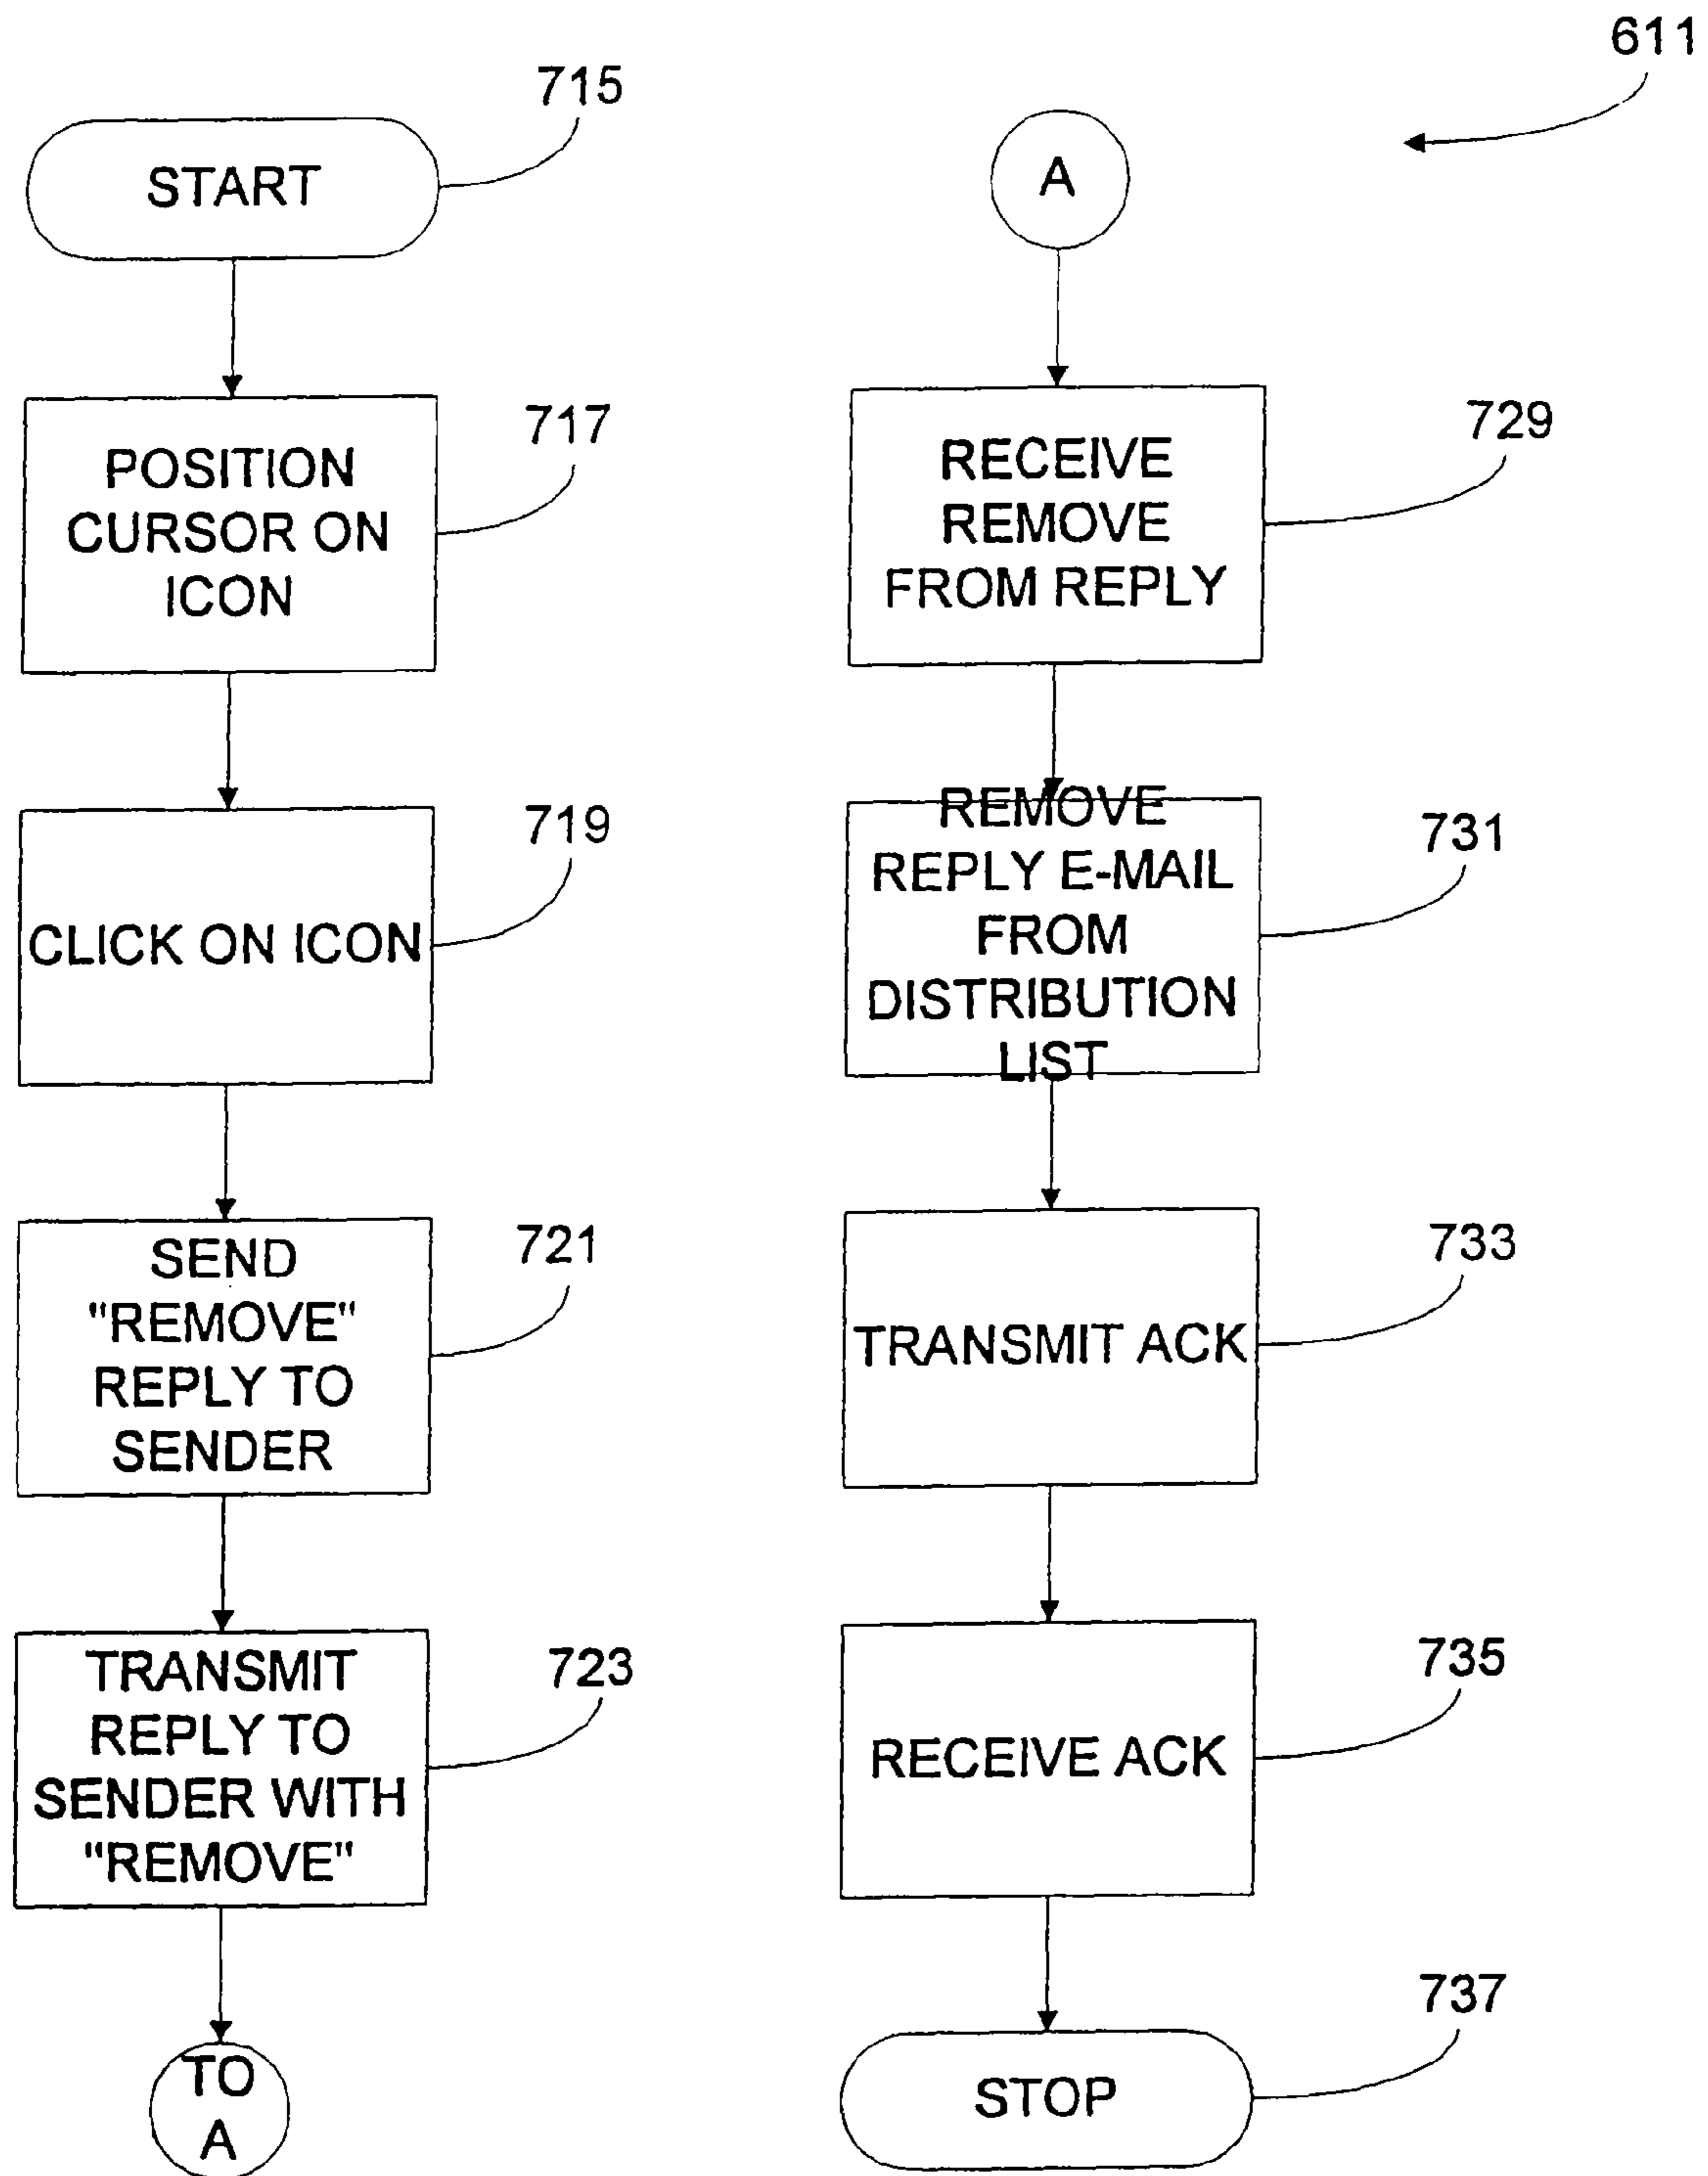 611
715
START
717
POSITION
CURSOR ON
ICON
719
CLICK ON ICON
721
SEND
"REMOVE"
REPLY TO
SENDER
723
TRANSMIT
REPLY TO
SENDER WITH
"REMOVE"
TO
A
A
729
RECEIVE
REMOVE
FROM REPLY
731
REMOVE
REPLY E-MAIL
FROM
DISTRIBUTION
LIST
733
TRANSMIT ACK
735
RECEIVE ACK
737
STOP